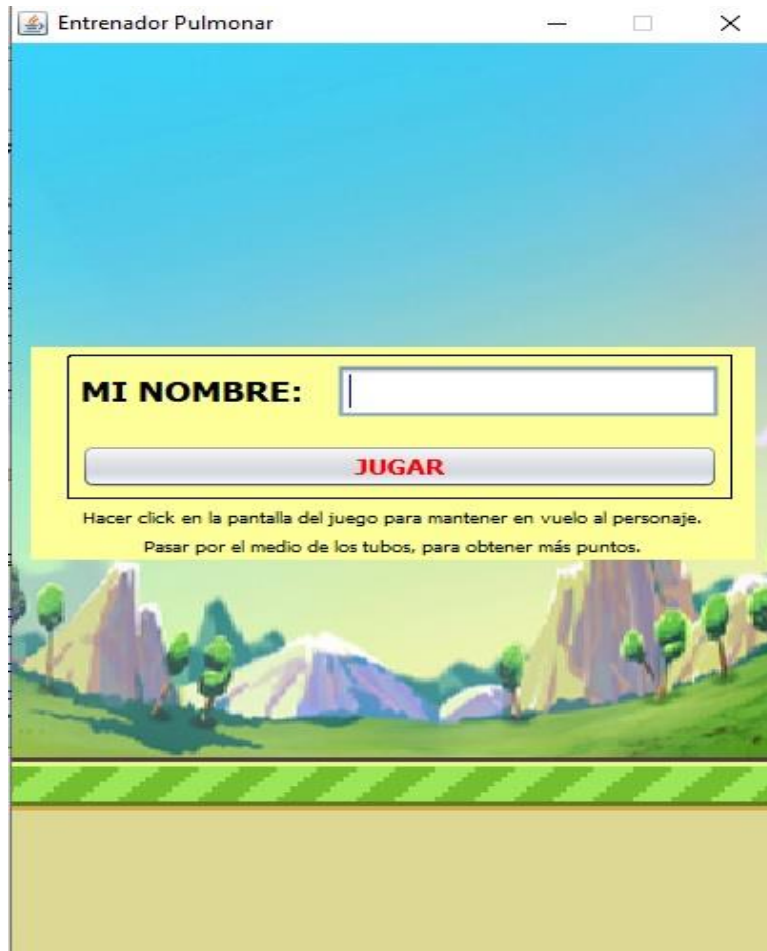 Entrenador Pulmonar
MI NOMBRE:
JUGAR
Hacer click en la pantalla del juego para mantener en vuelo al personaje.
Pasar por el medio de los tubos, para obtener más puntos.